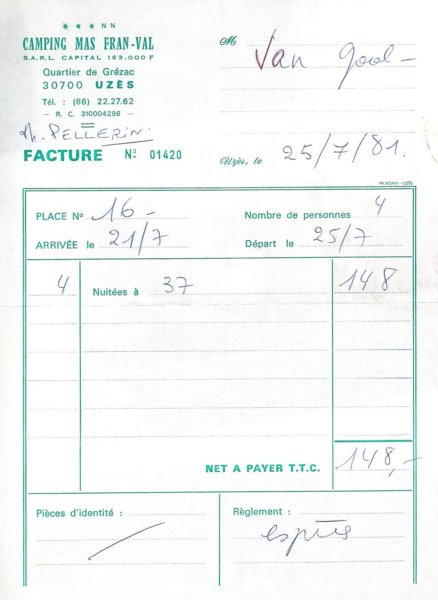 * * * N N
CAMPING MAS FRAN-VAL
S.A.R.L. CAPITAL 163.000 F
Quartier de Grézac
30700 UZÈS
Tél. : (66) 22.27.62
— R. C. 310004296 —
M. PELLERIN.
FACTURE Nº 01420
M Van Gool -
Uzès, le 25/7/81.
PLACE Nº 16 - Nombre de personnes 4
ARRIVÉE le 21/7 Départ le 25/7
4 Nuitées à 37 148
NET A PAYER T.T.C. 148,-
Pièces d'identité : Règlement :
espèces